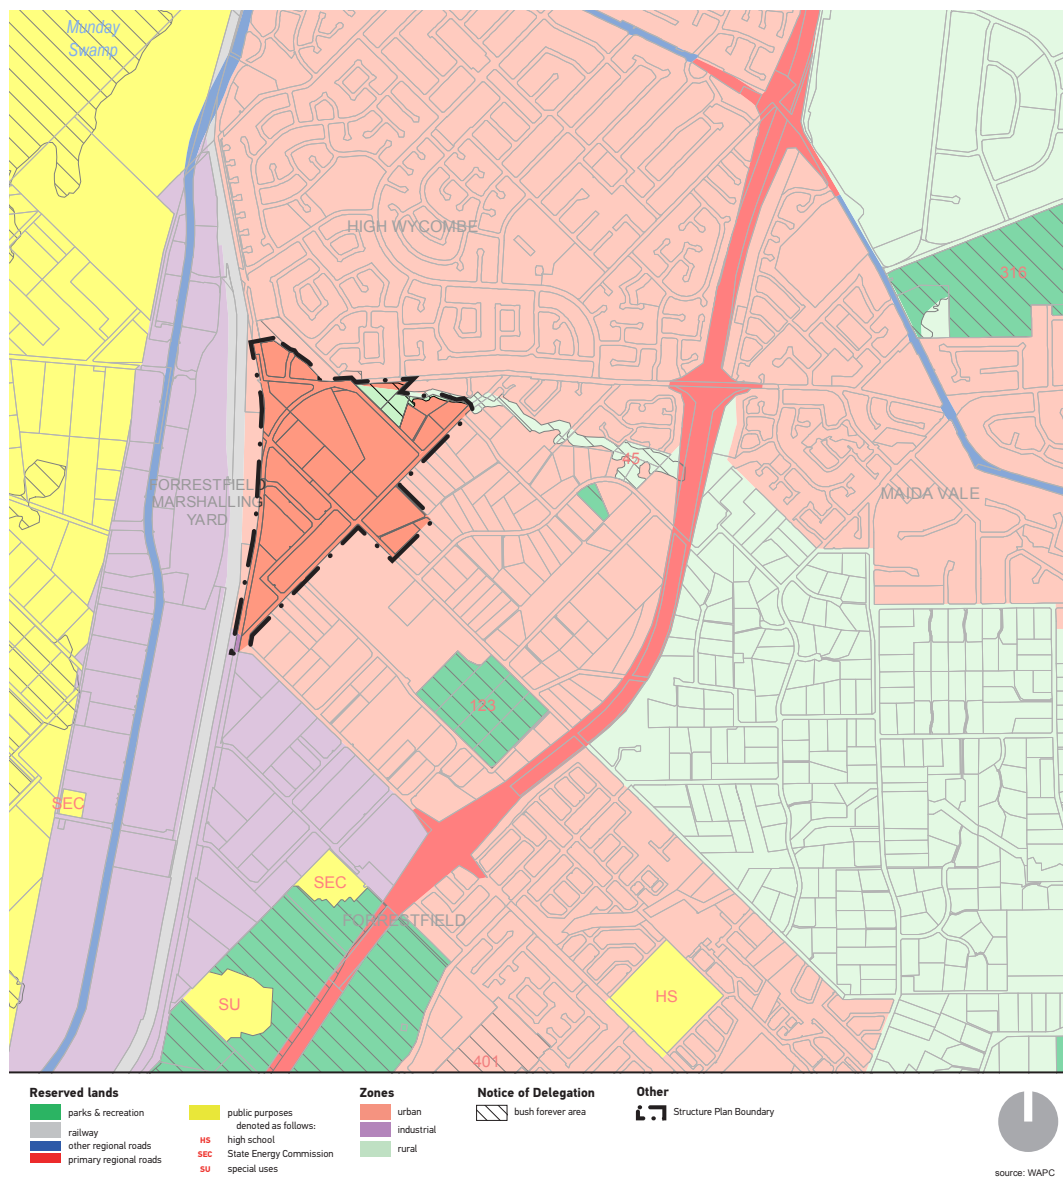 Munday
Swamp
HIGH WYCOMBE
316
45
FORRESTFIELD
MARSHALLING
YARD
MAIDA VALE
123
SEC
SEC
FORRESTFIELD
SU
HS
401
Reserved lands
parks & recreation
railway
other regional roads
primary regional roads
public purposes
denoted as follows:
HS high school
SEC State Energy Commission
SU special uses
Zones
urban
industrial
rural
Notice of Delegation
bush forever area
Other
Structure Plan Boundary
source: WAPC